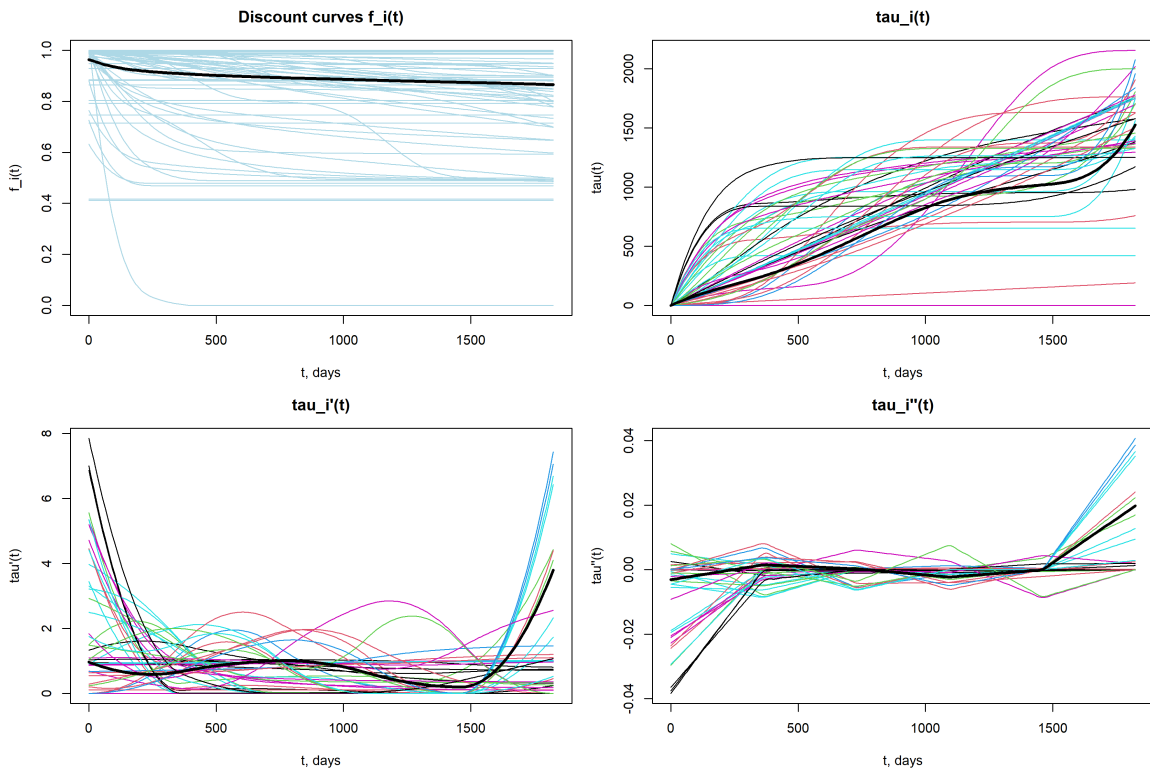 Discount curves f_i(t)
f_i(t)
0.0 0.2 0.4 0.6 0.8 1.0
0 500 1000 1500
t, days
tau_i(t)
tau(t)
0 500 1000 1500 2000
0 500 1000 1500
t, days
tau_i'(t)
tau'(t)
0 2 4 6 8
0 500 1000 1500
t, days
tau_i''(t)
tau''(t)
-0.04 -0.02 0.00 0.02 0.04
0 500 1000 1500
t, days